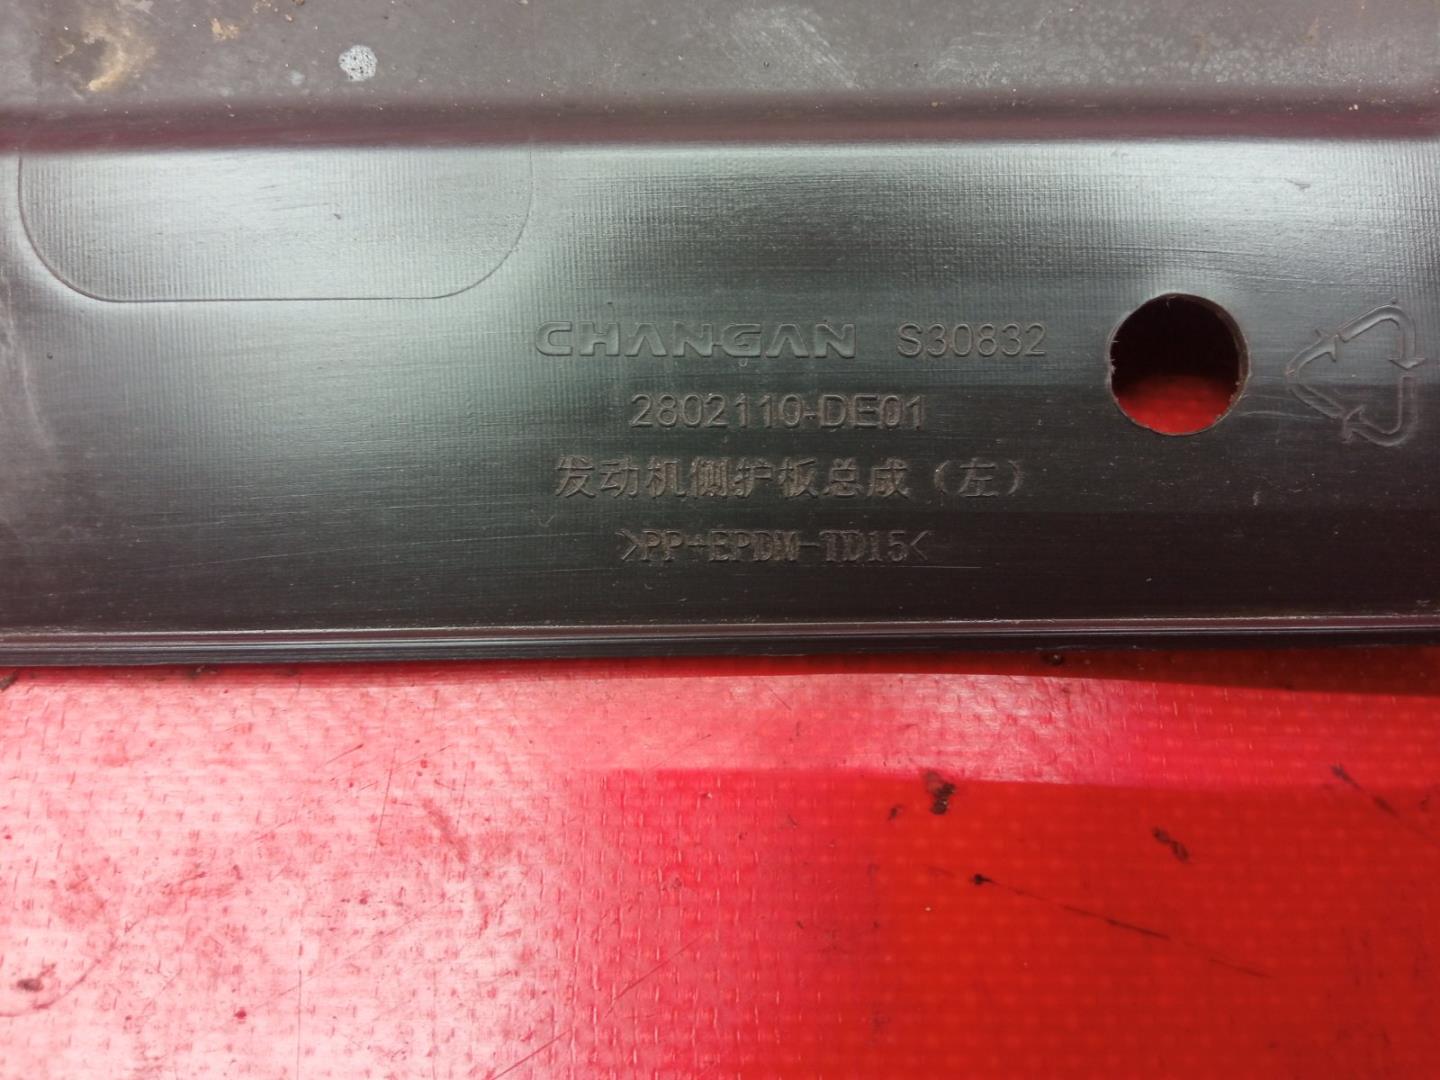 CHANGAN S30832
2802110-DE01
发动机侧护板总成（左）
>PP+EPDM-TD15<